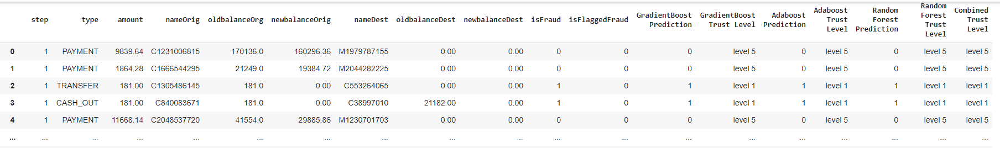 step type amount nameOrig oldbalanceOrg newbalanceOrig nameDest oldbalanceDest newbalanceDest isFraud isFlaggedFraud GradientBoost Prediction GradientBoost Trust Level Adaboost Prediction Adaboost Trust Level Random Forest Prediction Random Forest Trust Level Combined Trust Level
0 1 PAYMENT 9839.64 C1231006815 170136.0 160296.36 M1979787155 0.00 0.00 0 0 0 level 5 0 level 5 0 level 5 level 5
1 1 PAYMENT 1864.28 C1666544295 21249.0 19384.72 M2044282225 0.00 0.00 0 0 0 level 5 0 level 5 0 level 5 level 5
2 1 TRANSFER 181.00 C1305486145 181.0 0.00 C553264065 0.00 0.00 1 0 1 level 1 1 level 1 1 level 1 level 1
3 1 CASH_OUT 181.00 C840083671 181.0 0.00 C38997010 21182.00 0.00 1 0 1 level 1 1 level 1 1 level 1 level 1
4 1 PAYMENT 11668.14 C2048537720 41554.0 29885.86 M1230701703 0.00 0.00 0 0 0 level 5 0 level 5 0 level 5 level 5
... ... ... ... ... ... ... ... ... ... ... ... ... ... ... ... ... ... ...